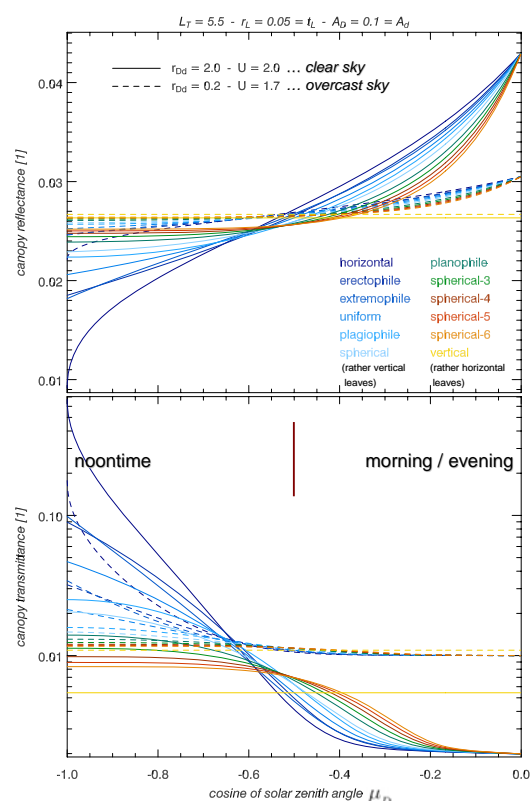 L_T = 5.5 - r_L = 0.05 = t_L - A_D = 0.1 = A_d
r_Dd = 2.0 - U = 2.0 ... clear sky
r_Dd = 0.2 - U = 1.7 ... overcast sky
canopy reflectance [1]
0.04
0.03
0.02
0.01
horizontal planophile
erectophile spherical-3
extremophile spherical-4
uniform spherical-5
plagiophile spherical-6
spherical vertical
(rather vertical (rather horizontal
leaves) leaves)
noontime morning / evening
canopy transmittance [1]
0.10
0.01
-1.0 -0.8 -0.6 -0.4 -0.2 0.0
cosine of solar zenith angle μ_D